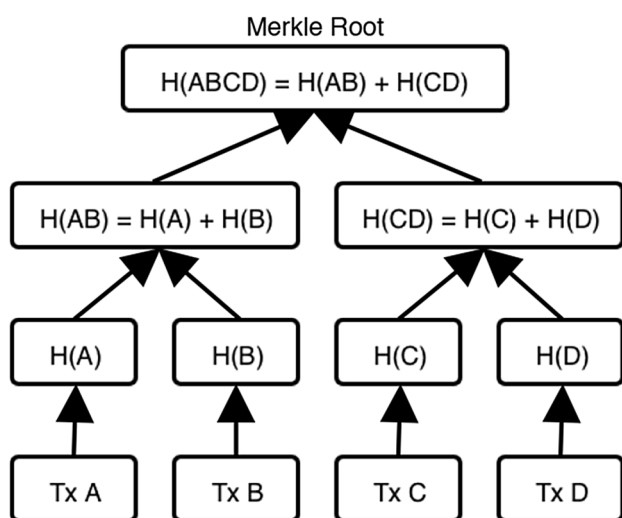 Merkle Root
H(ABCD) = H(AB) + H(CD)
H(AB) = H(A) + H(B)
H(CD) = H(C) + H(D)
H(A)
H(B)
H(C)
H(D)
Tx A
Tx B
Tx C
Tx D